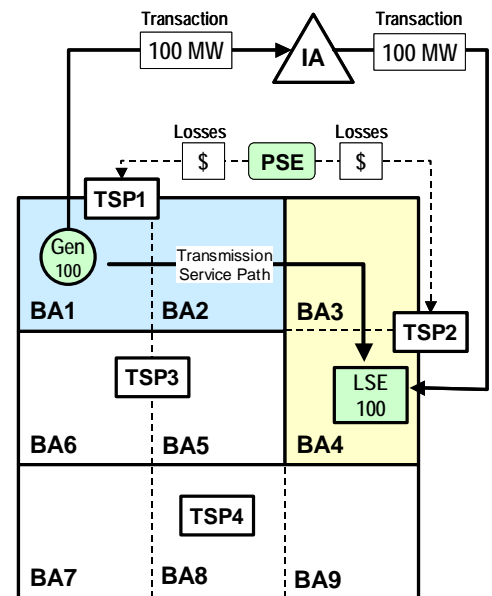 Transaction
Transaction
100 MW
IA
100 MW
Losses
Losses
$
PSE
$
TSP1
Gen
100
Transmission
Service Path
BA1
BA2
BA3
TSP2
TSP3
LSE
100
BA6
BA5
BA4
TSP4
BA7
BA8
BA9